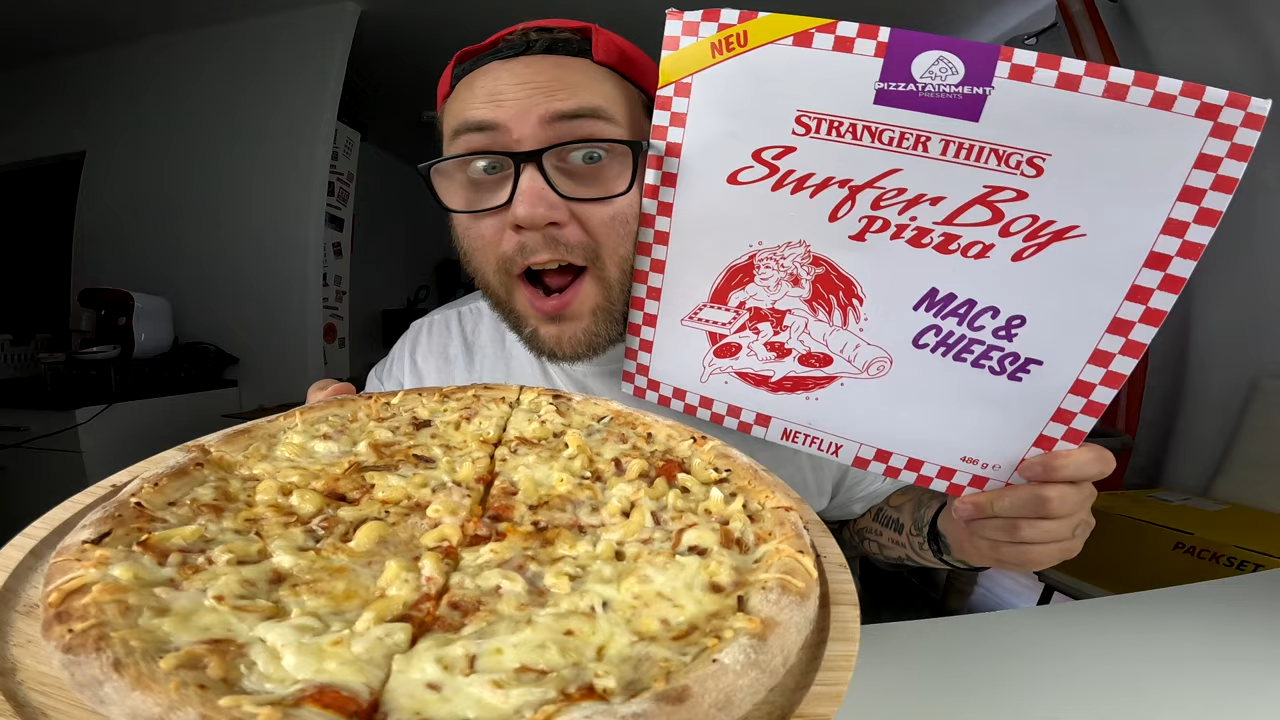 NEU
PIZZATAINMENT
PRESENTS
STRANGER THINGS
Surfer Boy
Pizza
MAC &
CHEESE
NETFLIX
486 g e
PACKSET